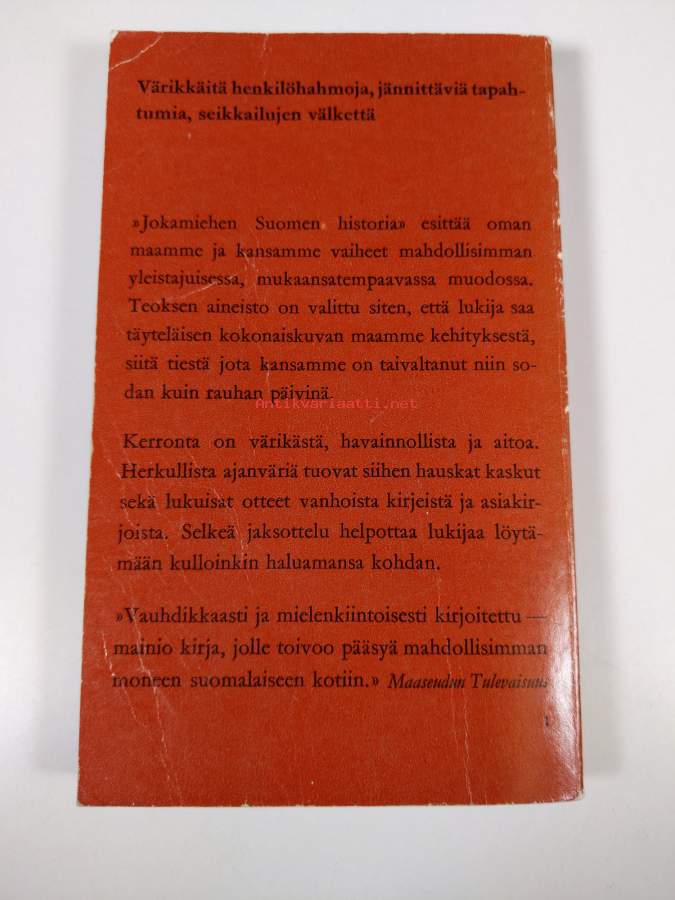 Värikkäitä henkilöhahmoja, jännittäviä tapah-
tumia, seikkailujen välkettä
»Jokamiehen Suomen historia» esittää oman
maamme ja kansamme vaiheet mahdollisimman
yleistajuisessa, mukaansatempaavassa muodossa.
Teoksen aineisto on valittu siten, että lukija saa
täyteläisen kokonaiskuvan maamme kehityksestä,
siitä tiestä jota kansamme on taivaltanut niin so-
dan kuin rauhan päivinä.
Antikvariaatti.net
Kerronta on värikästä, havainnollista ja aitoa.
Herkullista ajanväriä tuovat siihen hauskat kaskut
sekä lukuisat otteet vanhoista kirjeistä ja asiakir-
joista. Selkeä jaksottelu helpottaa lukijaa löytä-
mään kulloinkin haluamansa kohdan.
»Vauhdikkaasti ja mielenkiintoisesti kirjoitettu —
mainio kirja, jolle toivoo pääsyä mahdollisimman
moneen suomalaiseen kotiin.» Maaseudun Tulevaisuus